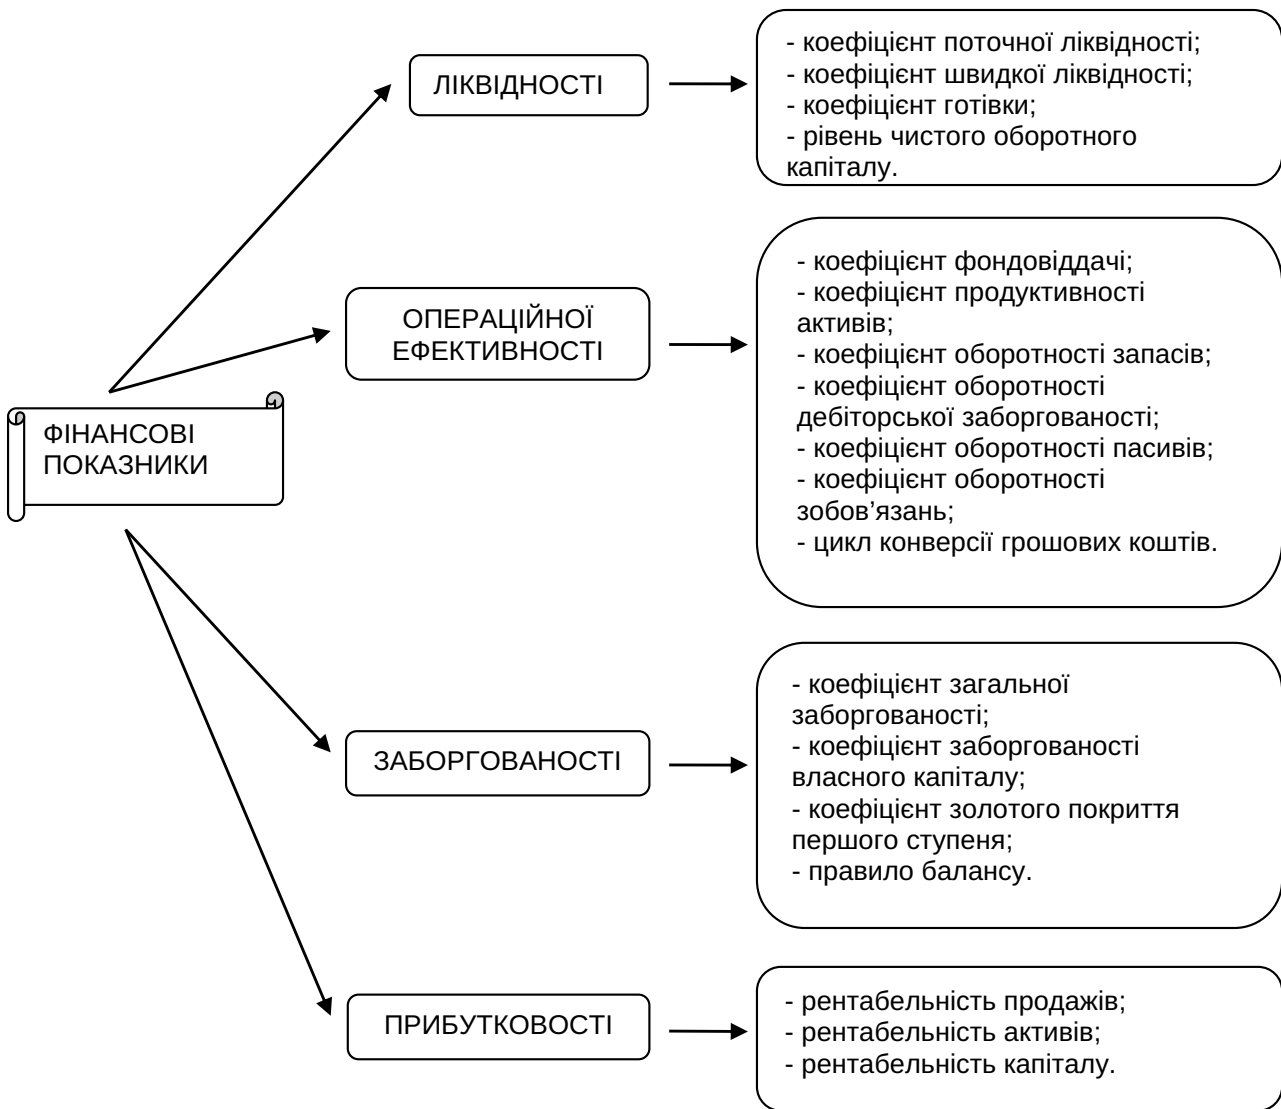 ФІНАНСОВІ
ПОКАЗНИКИ
ЛІКВІДНОСТІ
- коефіцієнт поточної ліквідності;
- коефіцієнт швидкої ліквідності;
- коефіцієнт готівки;
- рівень чистого оборотного
капіталу.
ОПЕРАЦІЙНОЇ
ЕФЕКТИВНОСТІ
- коефіцієнт фондовіддачі;
- коефіцієнт продуктивності
активів;
- коефіцієнт оборотності запасів;
- коефіцієнт оборотності
дебіторської заборгованості;
- коефіцієнт оборотності пасивів;
- коефіцієнт оборотності
зобов’язань;
- цикл конверсії грошових коштів.
ЗАБОРГОВАНОСТІ
- коефіцієнт загальної
заборгованості;
- коефіцієнт заборгованості
власного капіталу;
- коефіцієнт золотого покриття
першого ступеня;
- правило балансу.
ПРИБУТКОВОСТІ
- рентабельність продажів;
- рентабельність активів;
- рентабельність капіталу.